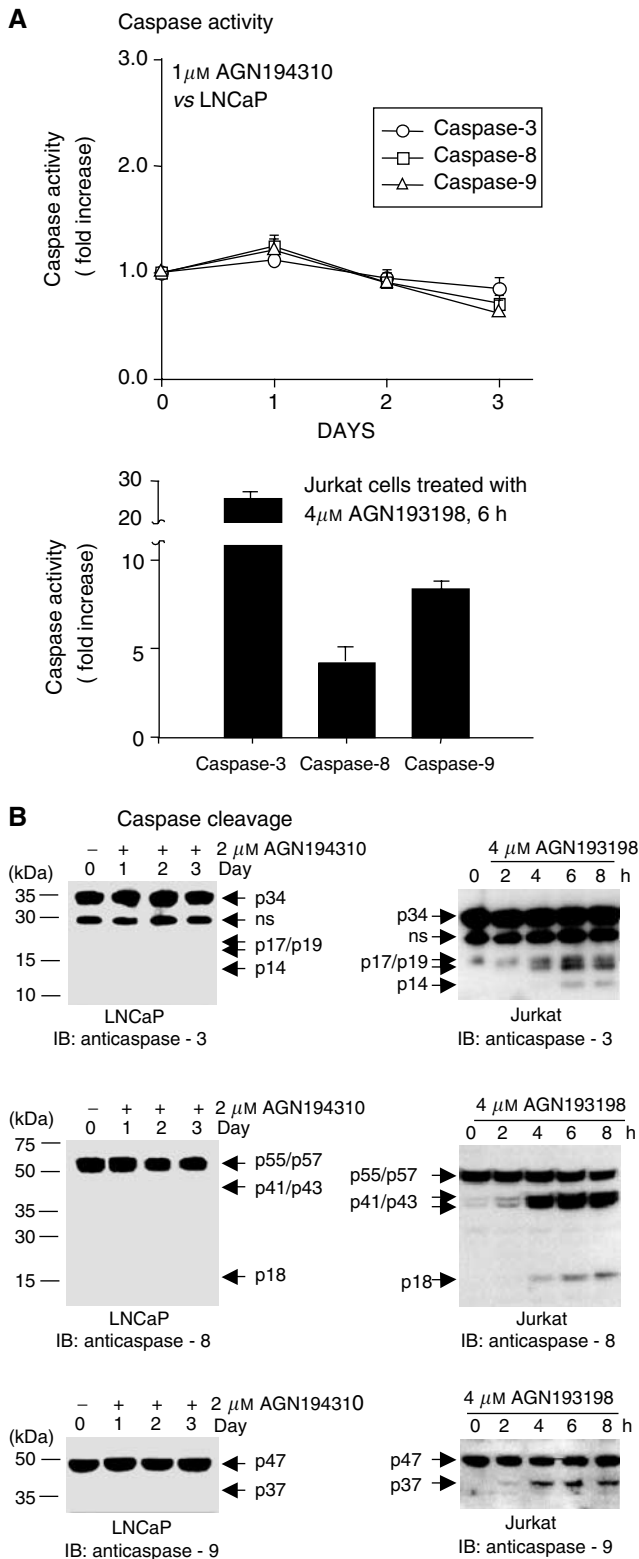 A Caspase activity
3.0
2.0
1.0
0.0
Caspase activity
( fold increase)
1µM AGN194310
vs LNCaP
Caspase-3
Caspase-8
Caspase-9
0 1 2 3
DAYS
30
20
10
5
0
Caspase activity
( fold increase)
Jurkat cells treated with
4µM AGN193198, 6 h
Caspase-3 Caspase-8 Caspase-9
B Caspase cleavage
– + + + 2 µM AGN194310
0 1 2 3 Day
(kDa)
35
30
15
10
p34
ns
p17/p19
p14
LNCaP
IB: anticaspase - 3
4 µM AGN193198
0 2 4 6 8 h
p34
ns
p17/p19
p14
Jurkat
IB: anticaspase - 3
– + + + 2 µM AGN194310
0 1 2 3 Day
(kDa)
75
50
35
30
15
p55/p57
p41/p43
p18
LNCaP
IB: anticaspase - 8
4 µM AGN193198
0 2 4 6 8 h
p55/p57
p41/p43
p18
Jurkat
IB: anticaspase - 8
– + + + 2 µM AGN194310
0 1 2 3 Day
(kDa)
50
35
p47
p37
LNCaP
IB: anticaspase - 9
4 µM AGN193198
0 2 4 6 8 h
p47
p37
Jurkat
IB: anticaspase - 9